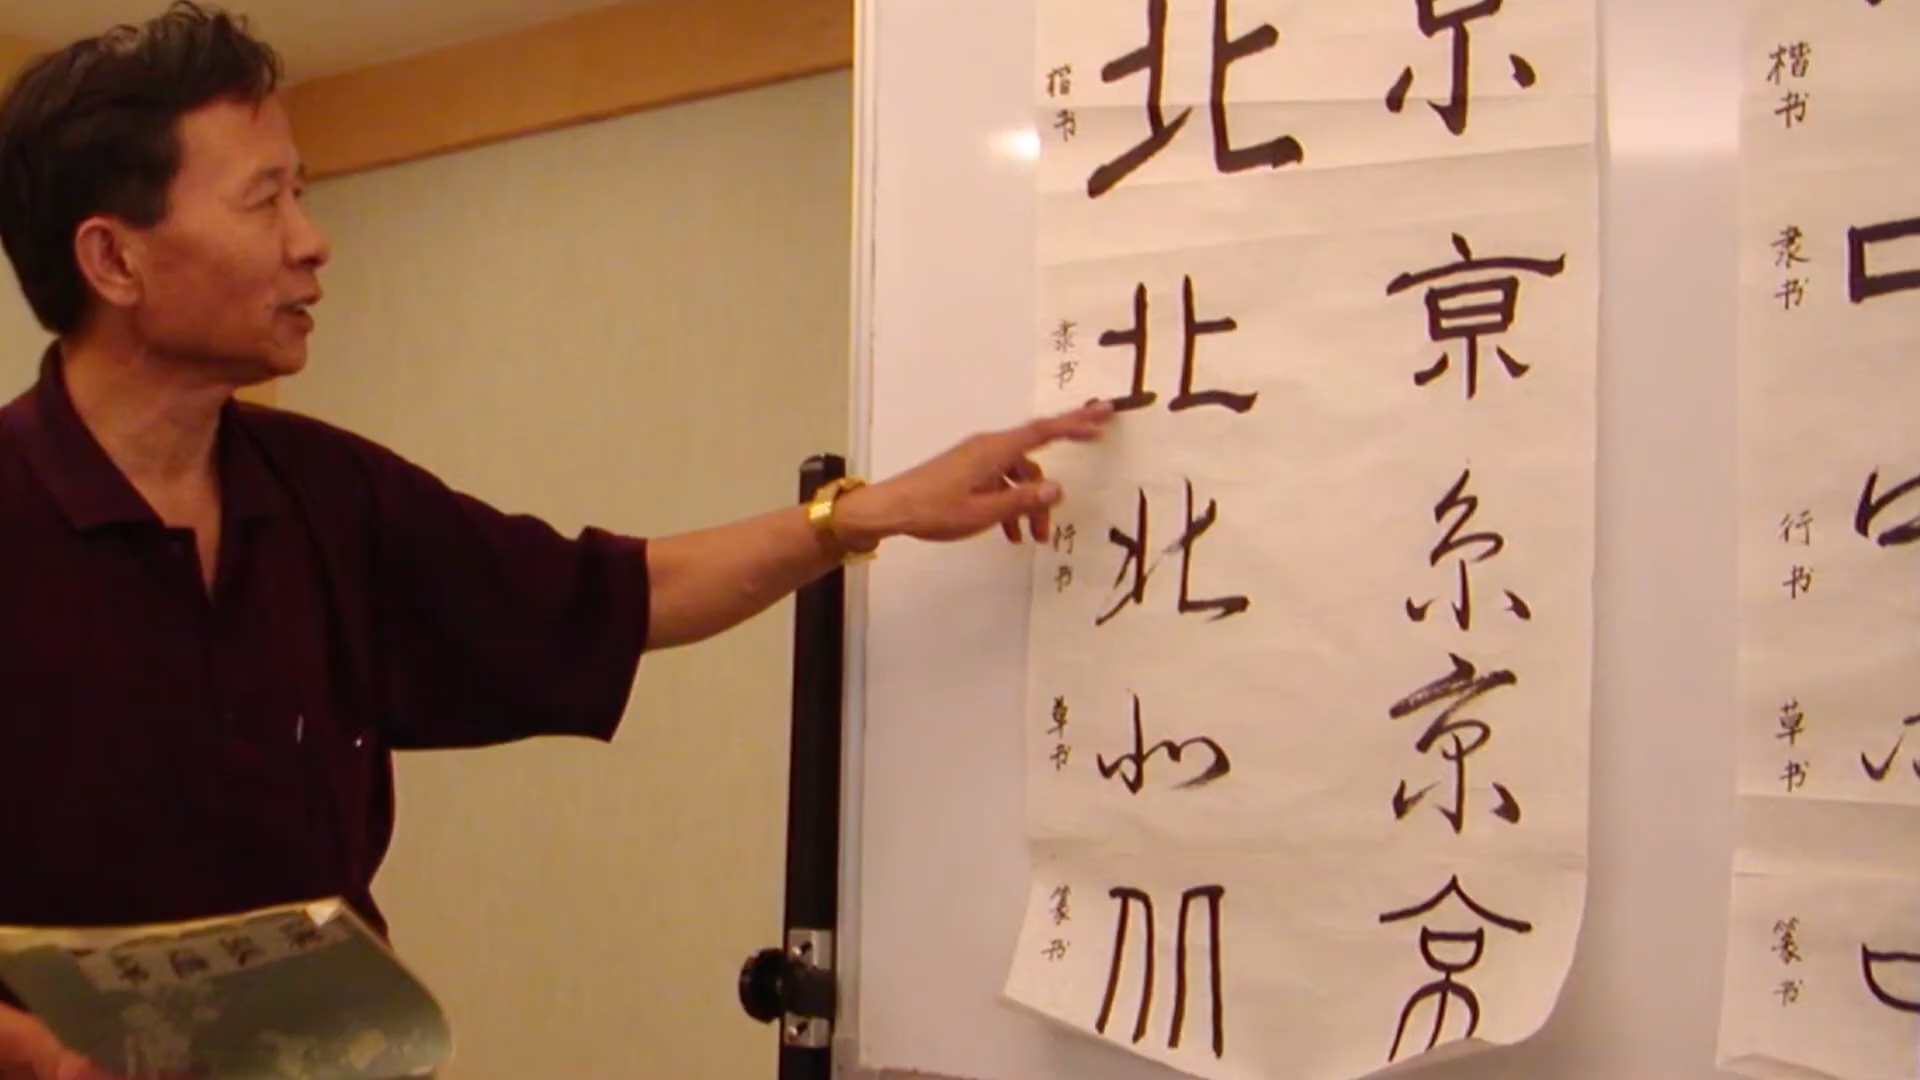 楷书 北 京
隶书 北 京
行书 北 京
草书 北 京
篆书 北 京
楷书
隶书
行书
草书
篆书